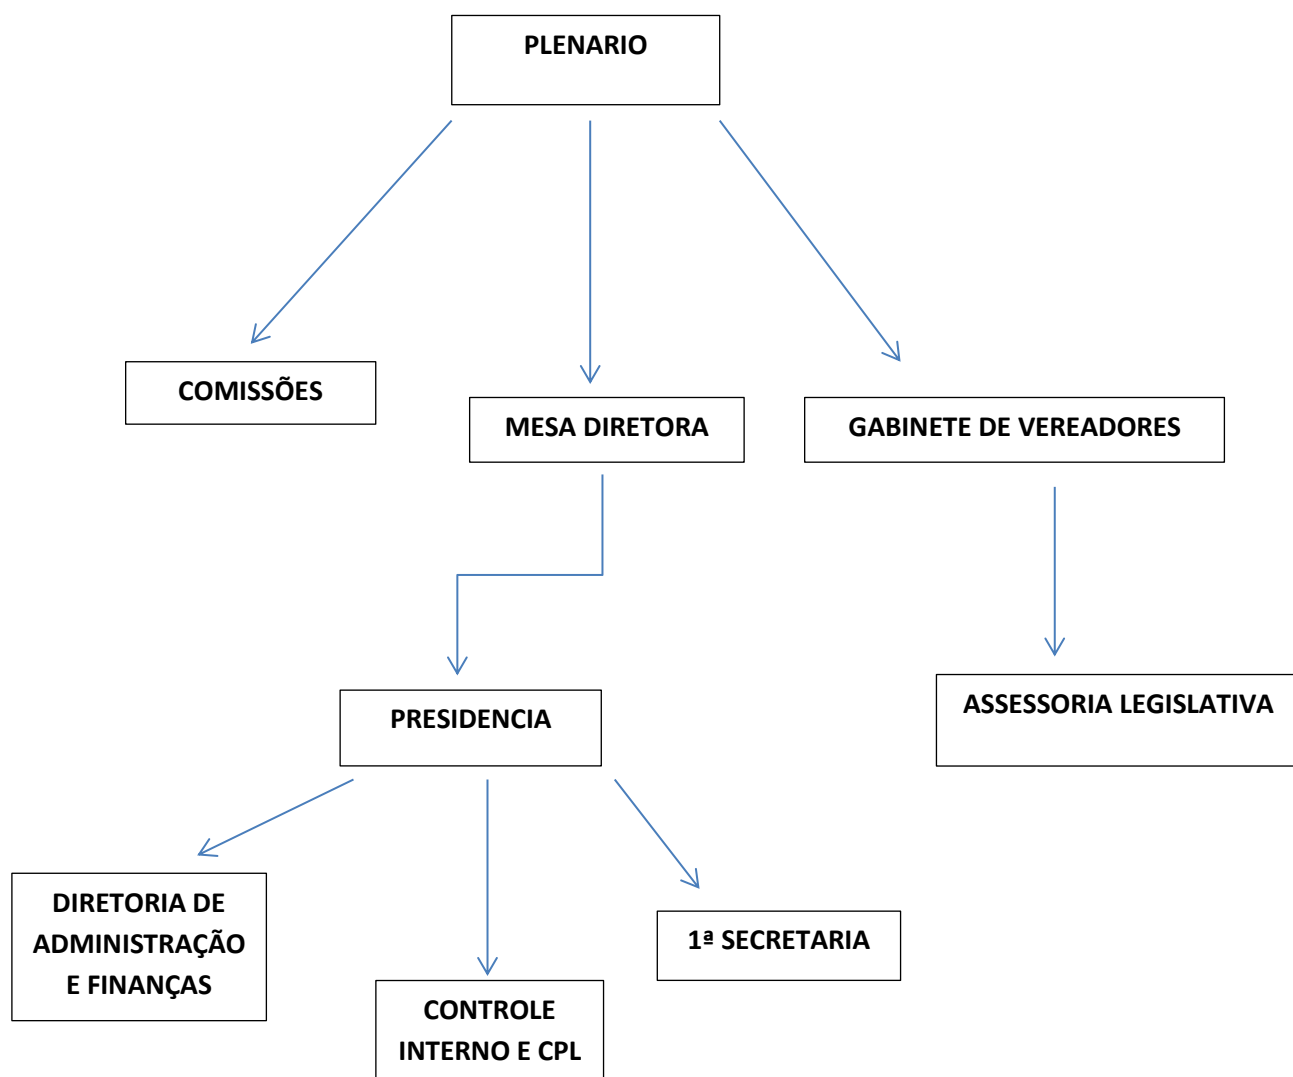 PLENARIO
COMISSÕES
MESA DIRETORA
GABINETE DE VEREADORES
PRESIDENCIA
ASSESSORIA LEGISLATIVA
DIRETORIA DE
ADMINISTRAÇÃO
E FINANÇAS
1ª SECRETARIA
CONTROLE
INTERNO E CPL